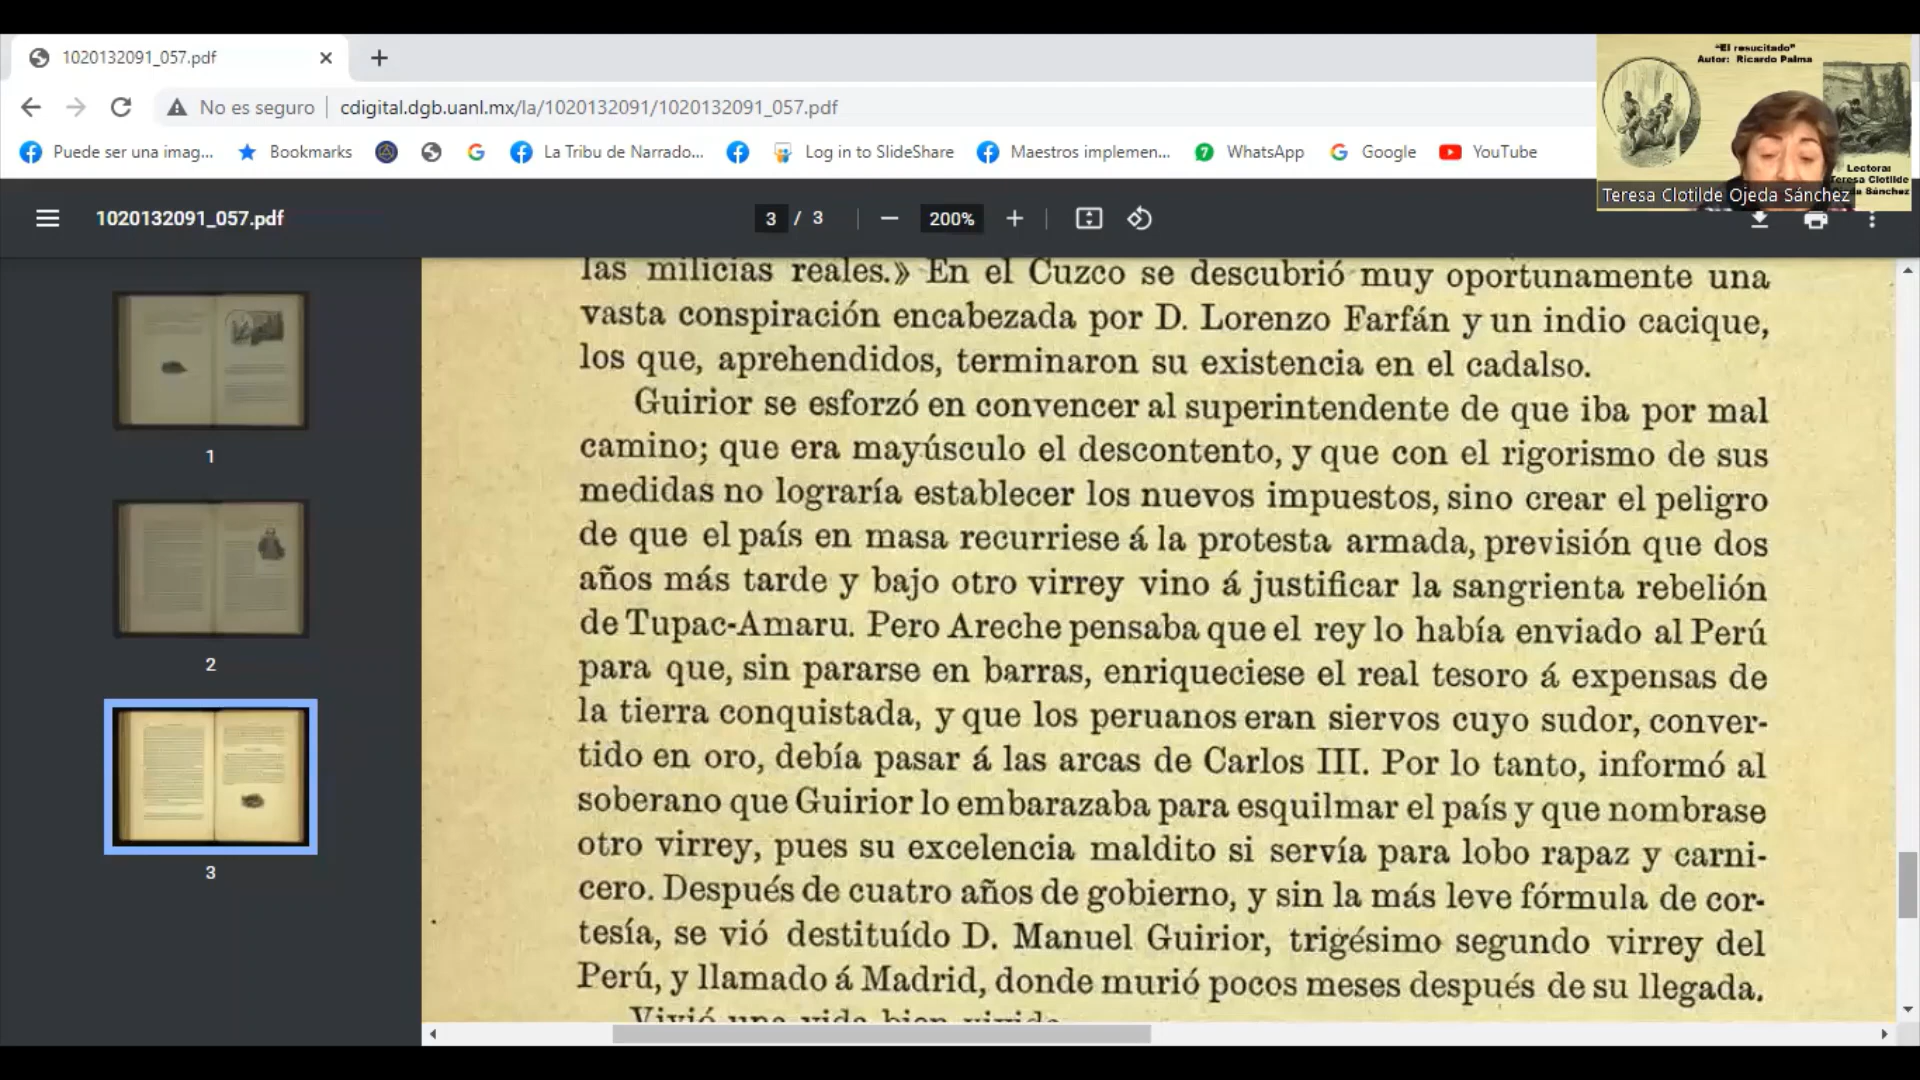 1020132091_057.pdf
No es seguro
cdigital.dgb.uanl.mx/la/1020132091/1020132091_057.pdf
Puede ser una imag...
Bookmarks
G
La Tribu de Narrado...
Log in to SlideShare
Maestros implemen...
7
WhatsApp
Google
YouTube
"El resucitado"
Autor: Ricardo Palma
Lectora:
Teresa Clotilde
Sánchez
Teresa Clotilde Ojeda Sánchez
1020132091_057.pdf
3 / 3
200%
1
2
3
las milicias reales.» En el Cuzco se descubrió muy oportunamente una
vasta conspiración encabezada por D. Lorenzo Farfán y un indio cacique,
los que, aprehendidos, terminaron su existencia en el cadalso.
Guirior se esforzó en convencer al superintendente de que iba por mal
camino; que era mayúsculo el descontento, y que con el rigorismo de sus
medidas no lograría establecer los nuevos impuestos, sino crear el peligro
de que el país en masa recurriese á la protesta armada, previsión que dos
años más tarde y bajo otro virrey vino á justificar la sangrienta rebelión
de Tupac-Amaru. Pero Areche pensaba que el rey lo había enviado al Perú
para que, sin pararse en barras, enriqueciese el real tesoro á expensas de
la tierra conquistada, y que los peruanos eran siervos cuyo sudor, conver-
tido en oro, debía pasar á las arcas de Carlos III. Por lo tanto, informó al
soberano que Guirior lo embarazaba para esquilmar el país y que nombrase
otro virrey, pues su excelencia maldito si servía para lobo rapaz y carni-
cero. Después de cuatro años de gobierno, y sin la más leve fórmula de cor-
tesía, se vió destituído D. Manuel Guirior, trigésimo segundo virrey del
Perú, y llamado á Madrid, donde murió pocos meses después de su llegada.
Vivió una vida bien vivida